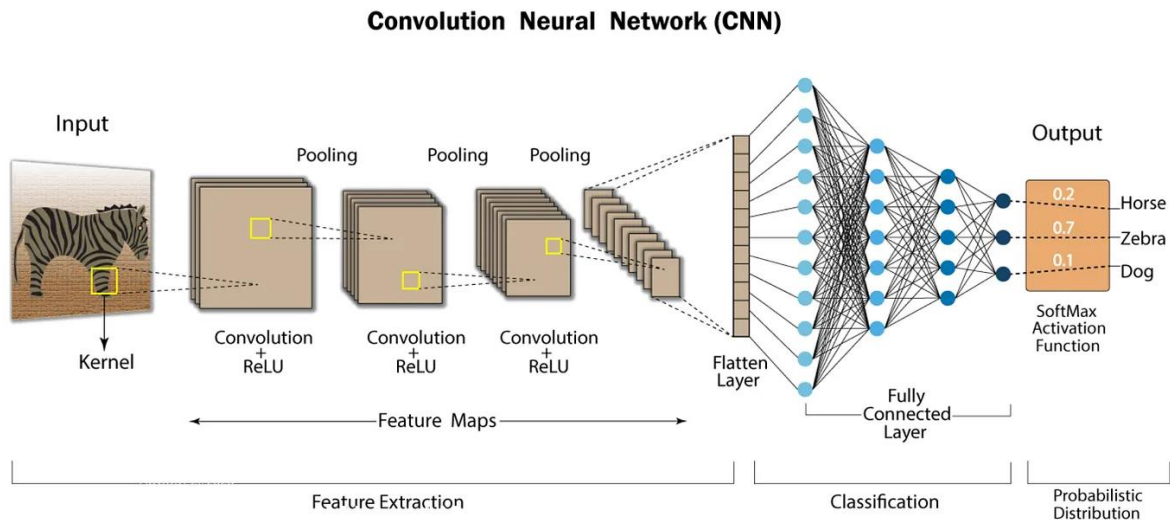 Convolution Neural Network (CNN)
Input
Kernel
Pooling
Pooling
Pooling
Convolution
+
ReLU
Convolution
+
ReLU
Convolution
+
ReLU
Feature Maps
Flatten
Layer
Fully
Connected
Layer
Output
0.2
Horse
0.7
Zebra
0.1
Dog
SoftMax
Activation
Function
Feature Extraction
Classification
Probabilistic
Distribution